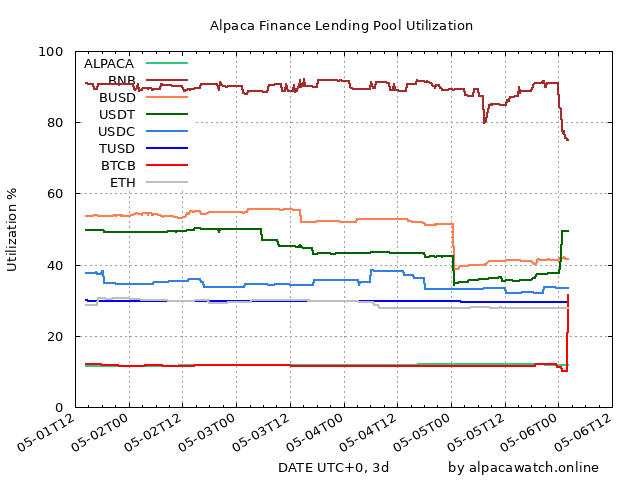 Alpaca Finance Lending Pool Utilization
100
80
60
40
20
0
Utilization %
ALPACA
BNB
BUSD
USDT
USDC
TUSD
BTCB
ETH
05-01T12
05-02T00
05-02T12
05-03T00
05-03T12
05-04T00
05-04T12
05-05T00
05-05T12
05-06T00
05-06T12
DATE UTC+0, 3d
by alpacawatch.online